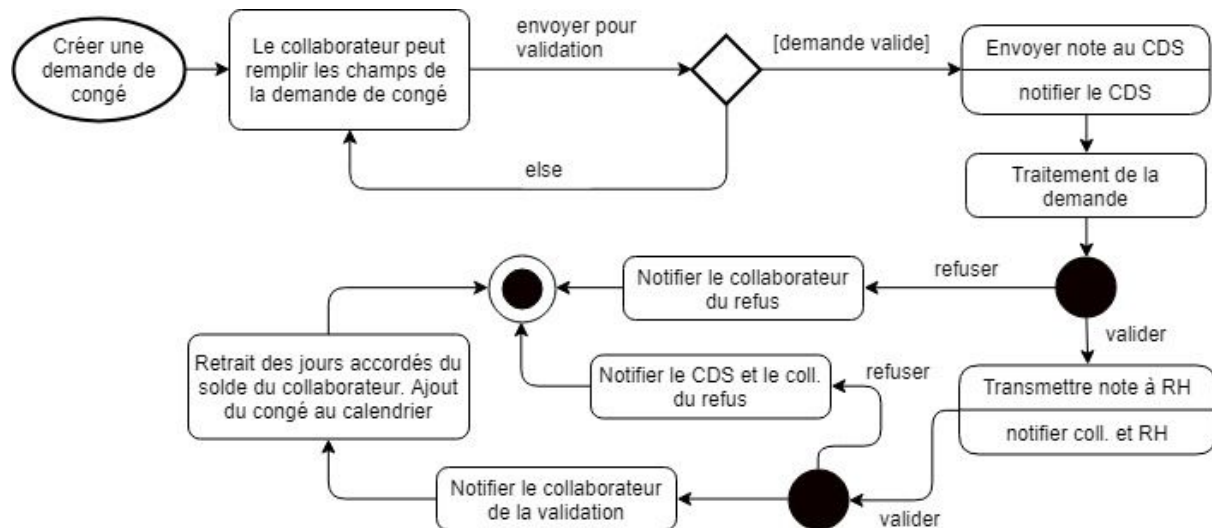 Créer une
demande de
congé
Le collaborateur peut
remplir les champs de
la demande de congé
envoyer pour
validation
[demande valide]
Envoyer note au CDS
notifier le CDS
else
Traitement de la
demande
refuser
Notifier le collaborateur
du refus
valider
Retrait des jours accordés du
solde du collaborateur. Ajout
du congé au calendrier
Notifier le CDS et le coll.
du refus
refuser
Transmettre note à RH
notifier coll. et RH
Notifier le collaborateur
de la validation
valider